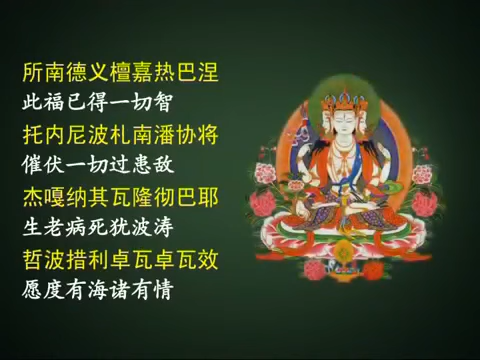 所南德义檀嘉热巴涅
此福已得一切智
托内尼波札南潘协将
催伏一切过患敌
杰嘎纳其瓦隆彻巴耶
生老病死犹波涛
哲波措利卓瓦卓瓦效
愿度有海诸有情